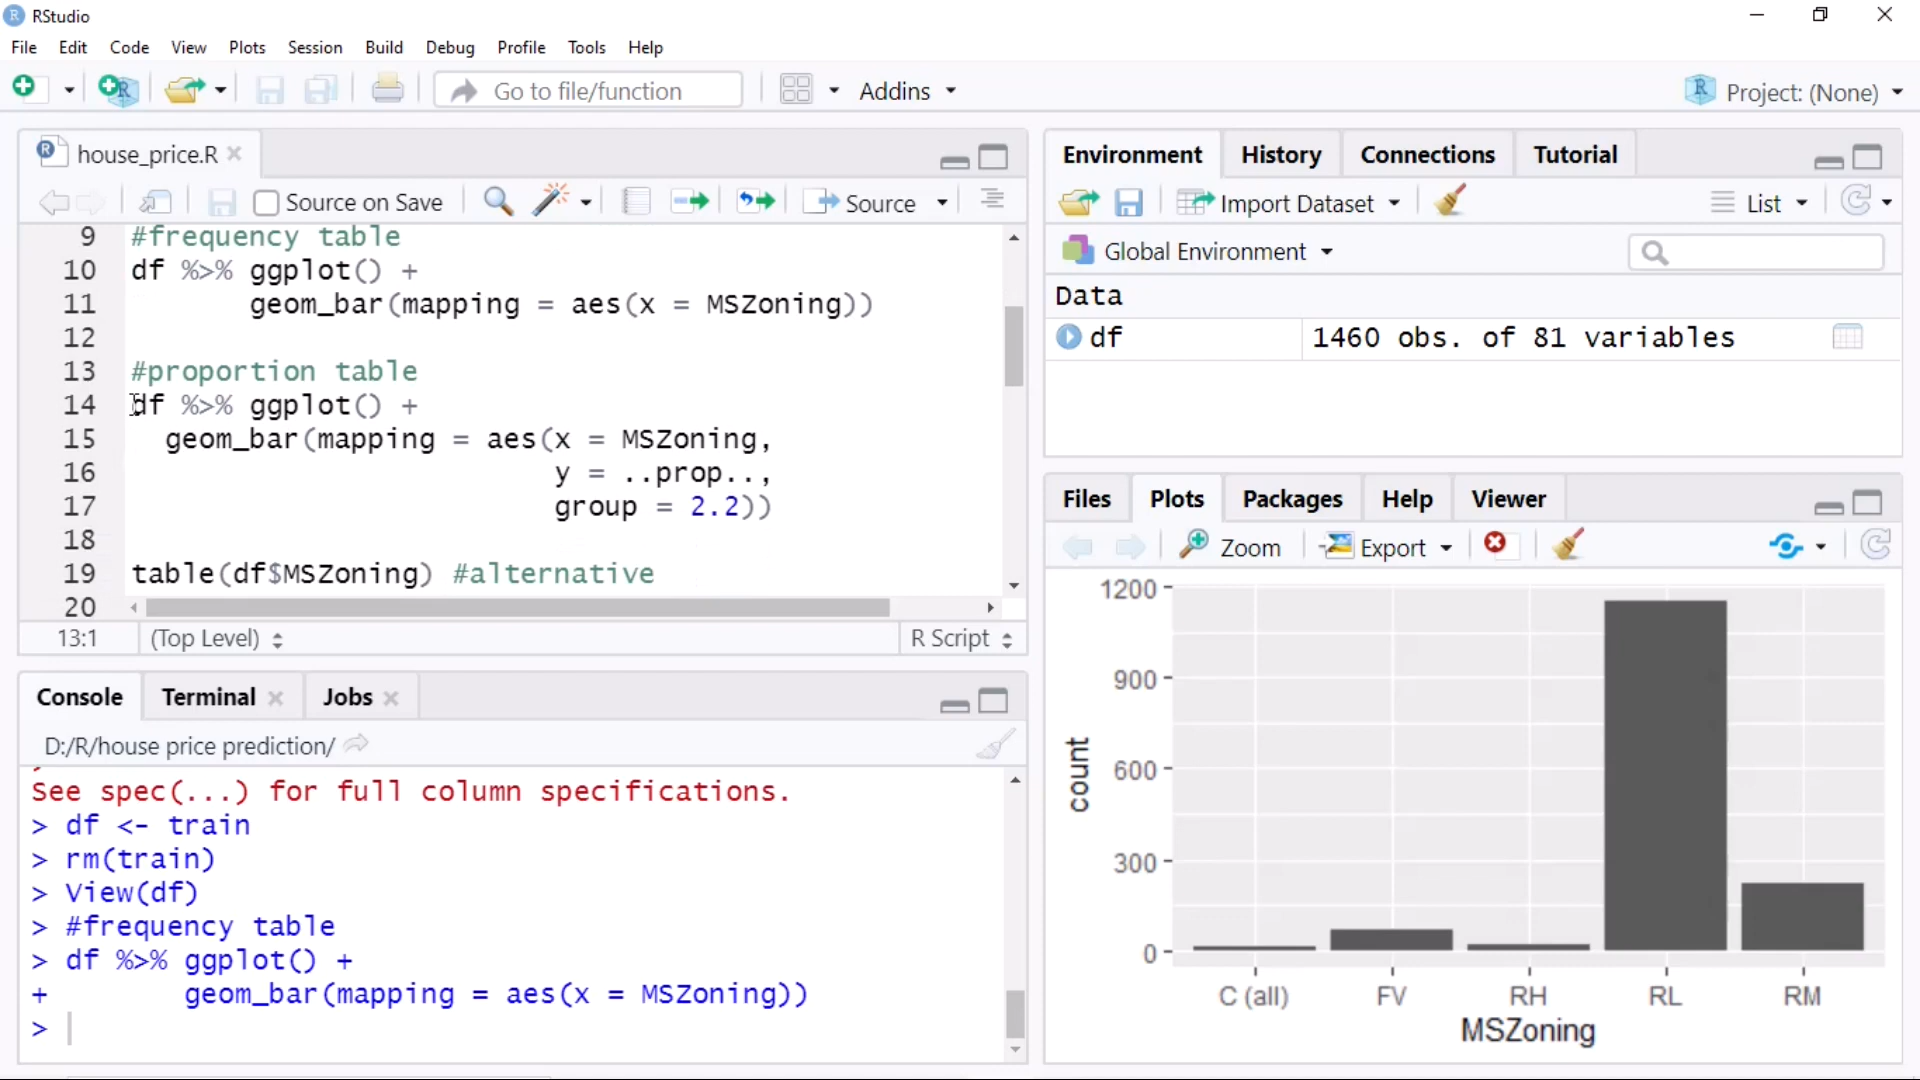 RStudio
File Edit Code View Plots Session Build Debug Profile Tools Help
Go to file/function Addins Project: (None)
house_price.R
Source on Save Source
9 #frequency table
10 df %>% ggplot() +
11 geom_bar(mapping = aes(x = MSZoning))
12
13 #proportion table
14 df %>% ggplot() +
15 geom_bar(mapping = aes(x = MSZoning,
16 y = ..prop..,
17 group = 2.2))
18
19 table(df$MSZoning) #alternative
20
13:1 (Top Level) R Script
Console Terminal Jobs
D:/R/house price prediction/
See spec(...) for full column specifications.
> df <- train
> rm(train)
> View(df)
> #frequency table
> df %>% ggplot() +
+ geom_bar(mapping = aes(x = MSZoning))
>
Environment History Connections Tutorial
Import Dataset List
Global Environment
Data
df 1460 obs. of 81 variables
Files Plots Packages Help Viewer
Zoom Export
1200
900
600
300
0
count
C (all) FV RH RL RM
MSZoning